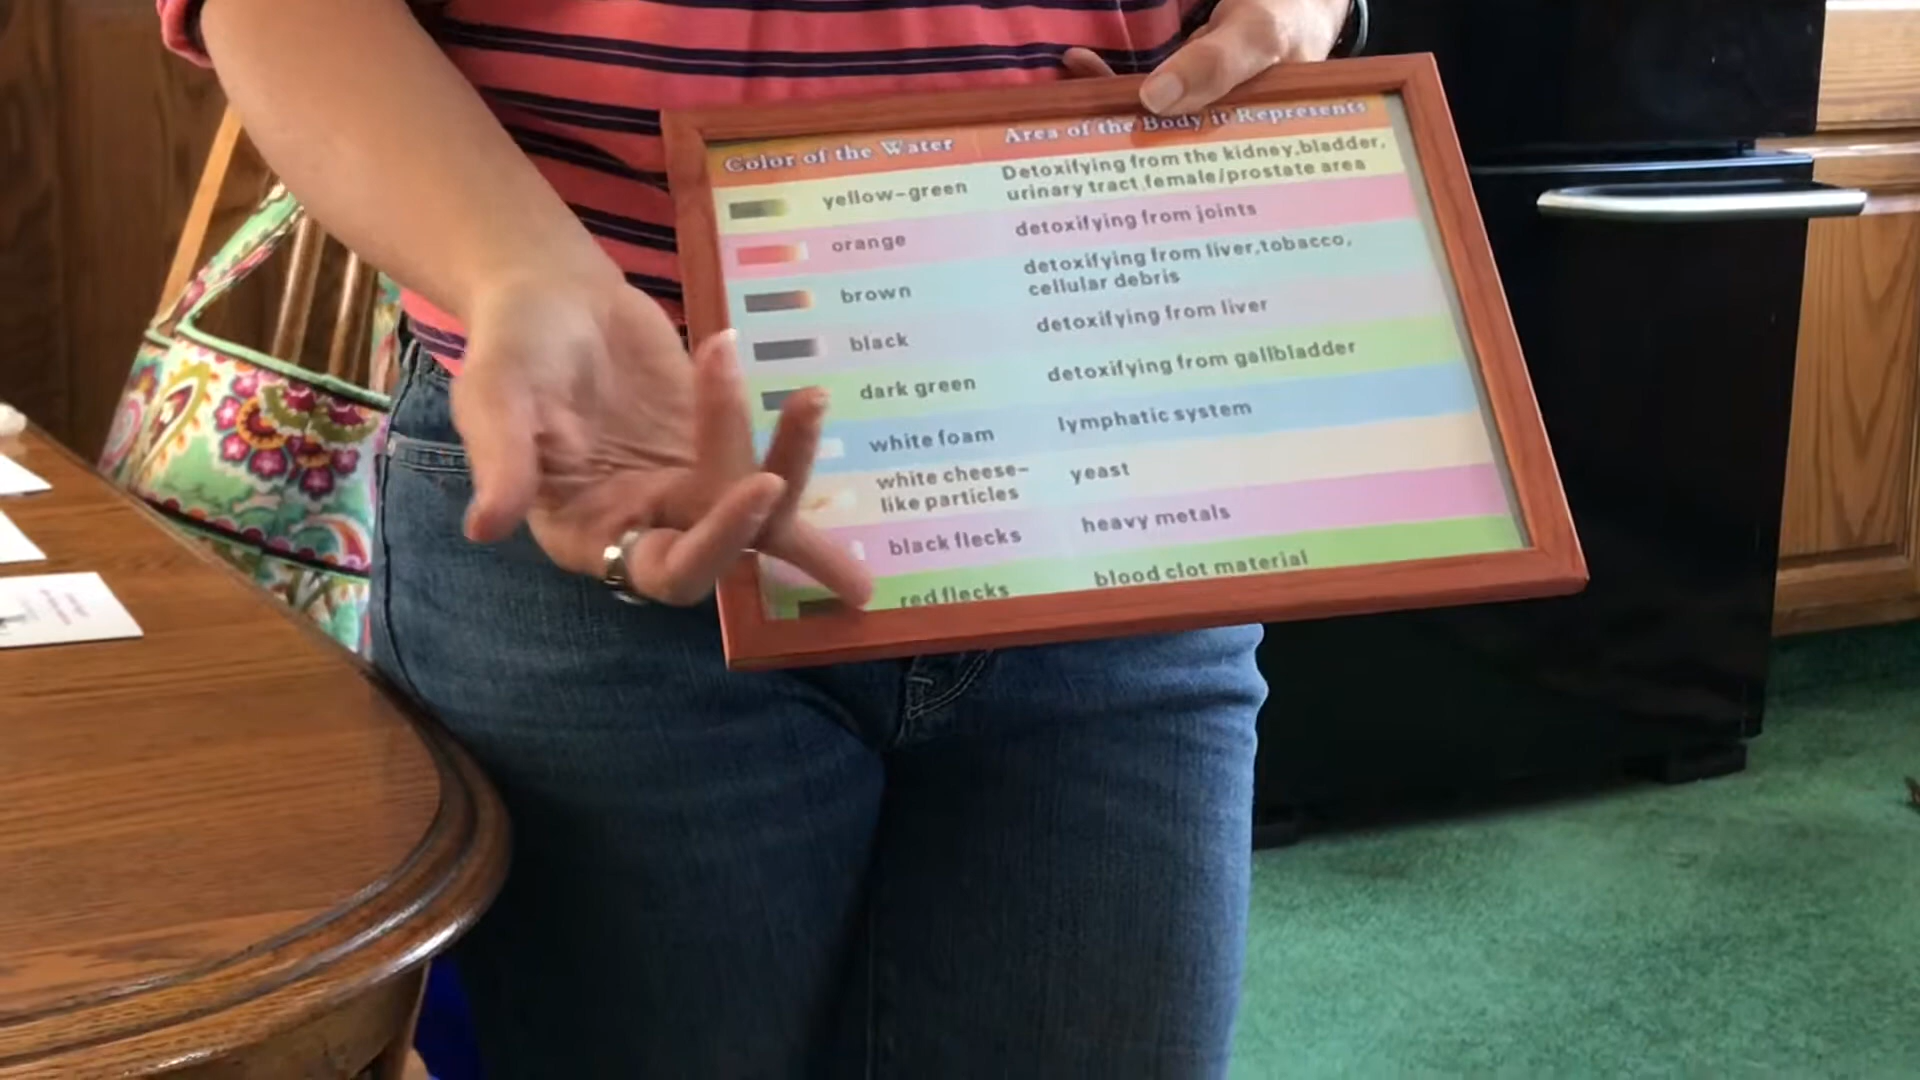 Color of the Water
Area of the Body it Represents
yellow-green
Detoxifying from the kidney,bladder,
urinary tract,female/prostate area
orange
detoxifying from joints
brown
detoxifying from liver,tobacco,
cellular debris
black
detoxifying from liver
dark green
detoxifying from gallbladder
white foam
lymphatic system
white cheese-
like particles
yeast
black flecks
heavy metals
red flecks
blood clot material